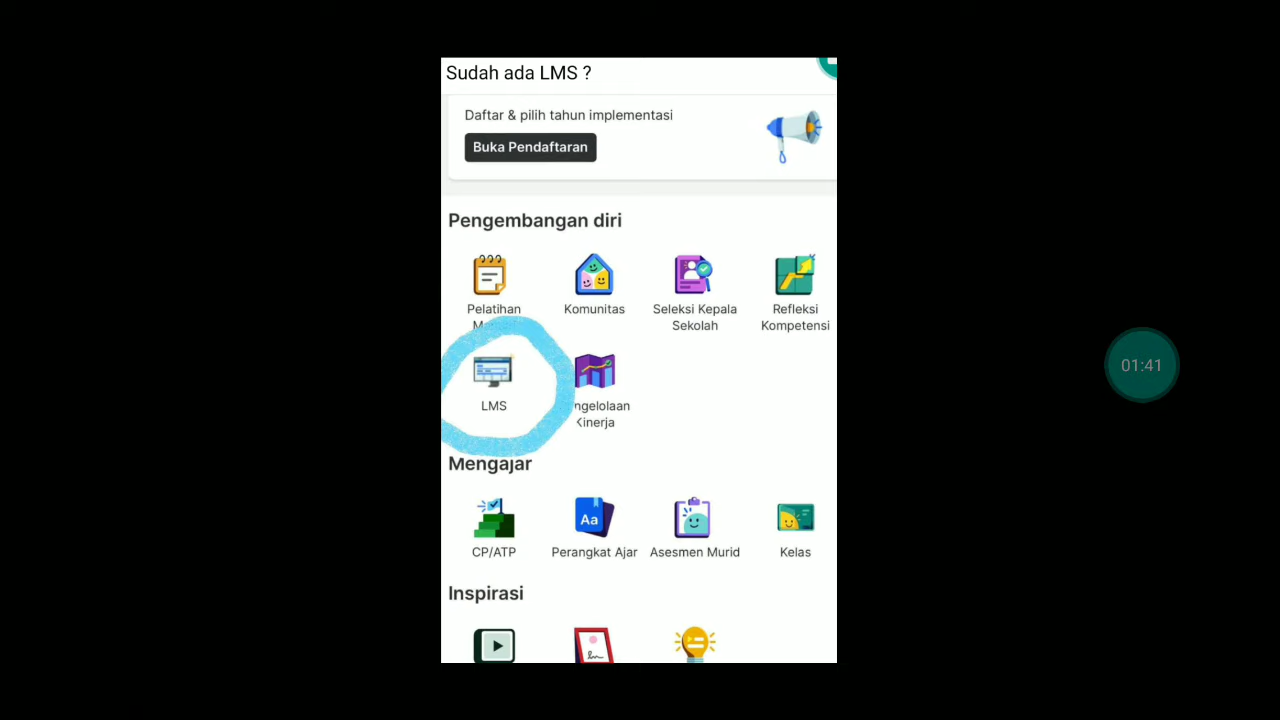 Sudah ada LMS ?
Daftar & pilih tahun implementasi
Buka Pendaftaran
Pengembangan diri
Pelatihan
Komunitas
Seleksi Kepala
Sekolah
Refleksi
Kompetensi
LMS
ngelolaan
Kinerja
Mengajar
CP/ATP
Aa
Perangkat Ajar
Asesmen Murid
Kelas
Inspirasi
01:41